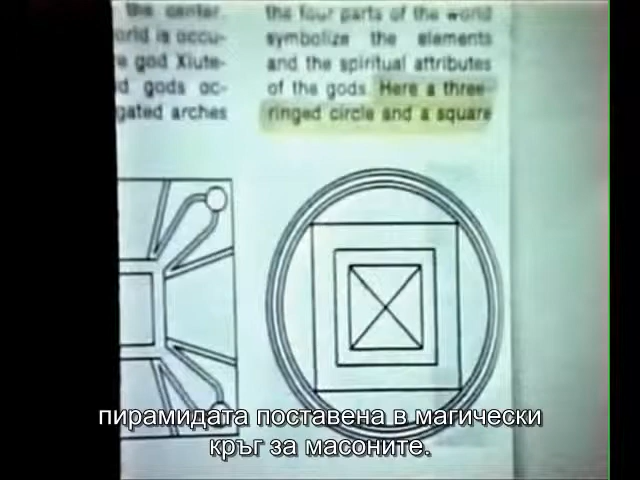 the center.
orld is occu-
e god Xiute-
d gods oc-
gated arches
the four parts of the world
symbolize the elements
and the spiritual attributes
of the gods. Here a three-
ringed circle and a square
пирамидата поставена в магически
кръг за масоните.